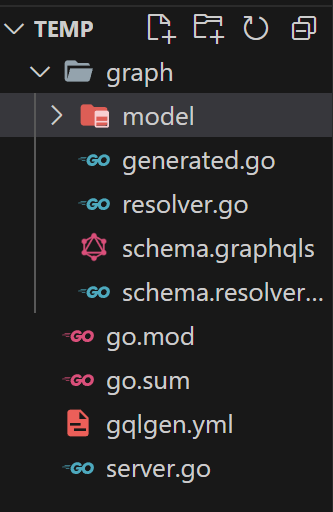 TEMP
graph
model
GO generated.go
GO resolver.go
schema.graphqls
GO schema.resolver...
GO go.mod
GO go.sum
gqlgen.yml
GO server.go